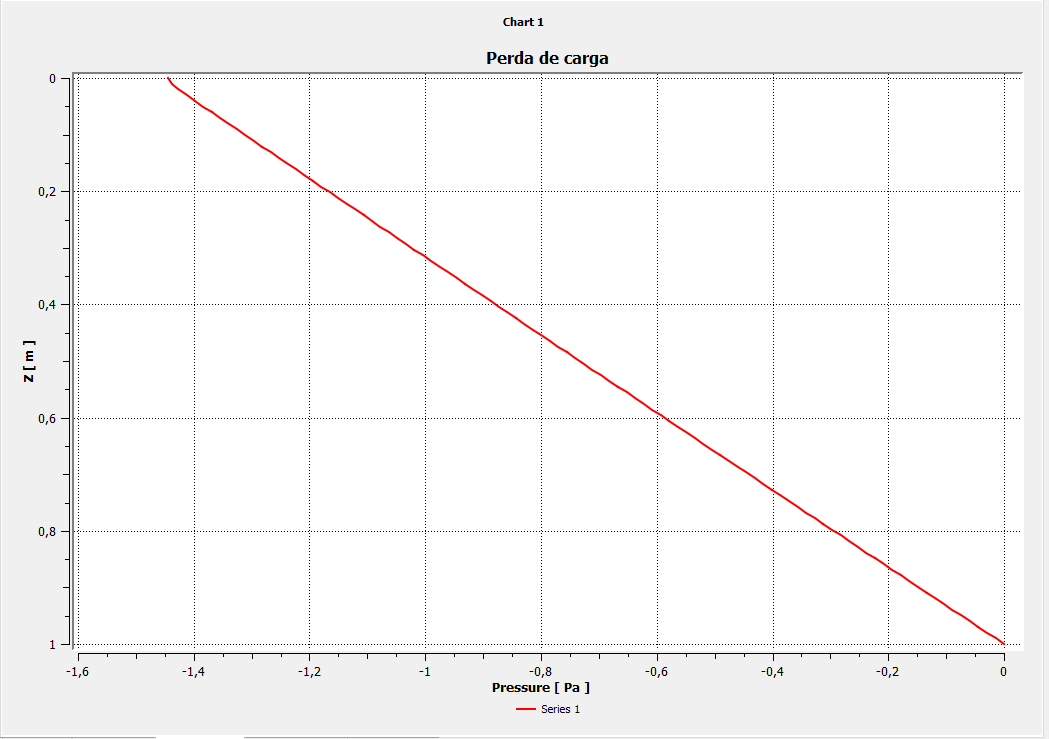 Chart 1
Perda de carga
0
0,2
0,4
0,6
0,8
1
Z [ m ]
-1,6 -1,4 -1,2 -1 -0,8 -0,6 -0,4 -0,2 0
Pressure [ Pa ]
Series 1